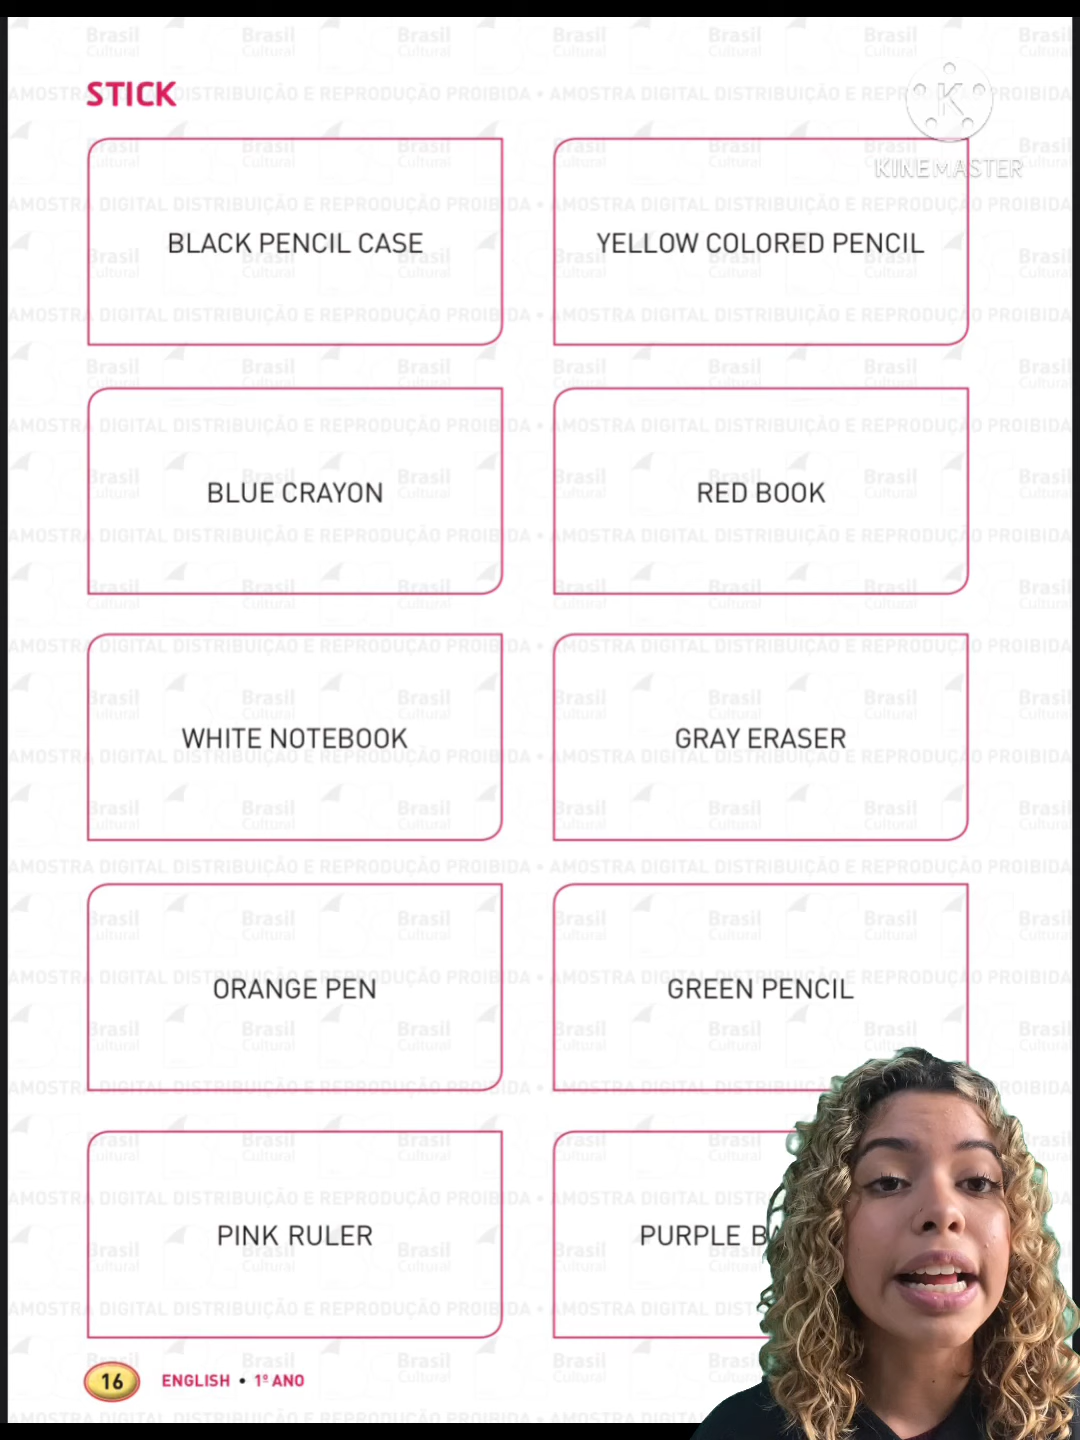 STICK
KINEMASTER
BLACK PENCIL CASE
YELLOW COLORED PENCIL
BLUE CRAYON
RED BOOK
WHITE NOTEBOOK
GRAY ERASER
ORANGE PEN
GREEN PENCIL
PINK RULER
PURPLE
16 ENGLISH • 1º ANO
Brasil Cultural
AMOSTRA DIGITAL DISTRIBUIÇÃO E REPRODUÇÃO PROIBIDA •